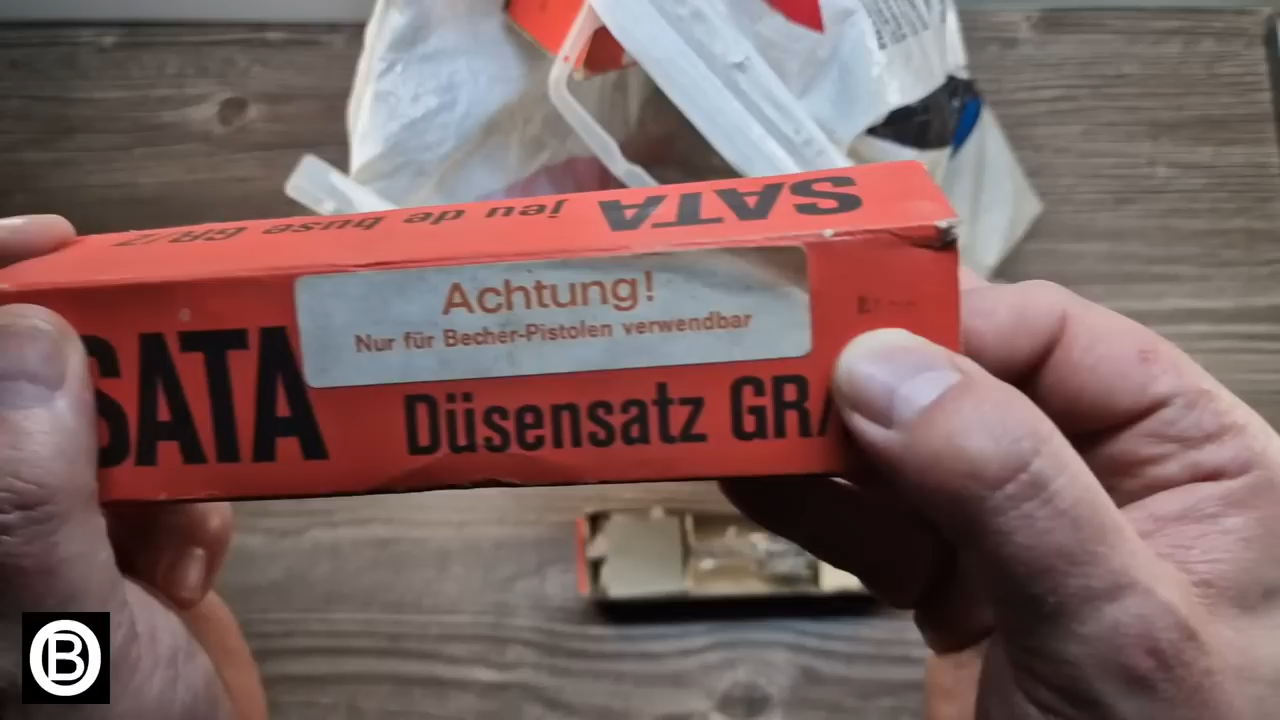 SATA jeu de buse GR/Z
Achtung!
Nur für Becher-Pistolen verwendbar
SATA Düsensatz GR/
B